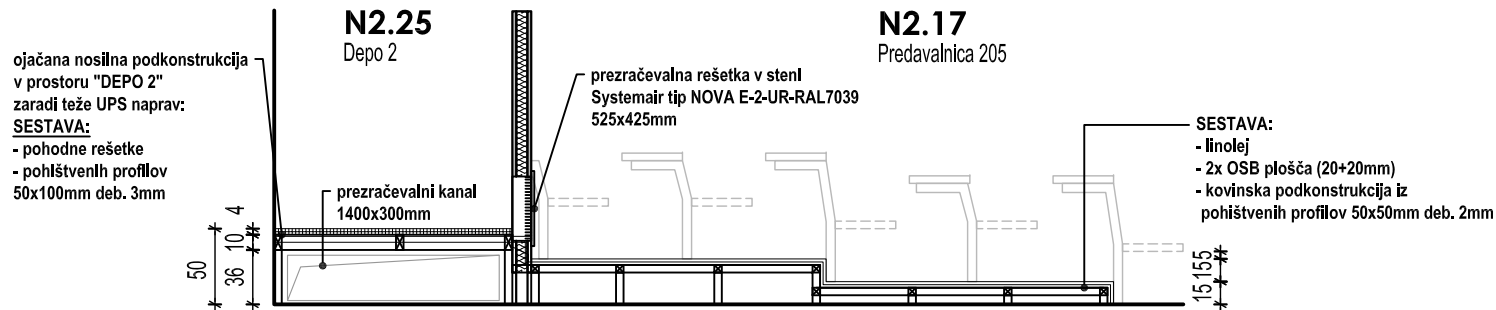 N2.25
Depo 2
N2.17
Predavalnica 205
ojačana nosilna podkonstrukcija
v prostoru "DEPO 2"
zaradi teže UPS naprav:
SESTAVA:
- pohodne rešetke
- pohištvenih profilov
50x100mm deb. 3mm
prezračevalni kanal
1400x300mm
prezračevalna rešetka v steni
Systemair tip NOVA E-2-UR-RAL7039
525x425mm
SESTAVA:
- linolej
- 2x OSB plošča (20+20mm)
- kovinska podkonstrukcija iz
pohištvenih profilov 50x50mm deb. 2mm
50
36
10
4
15
15
5